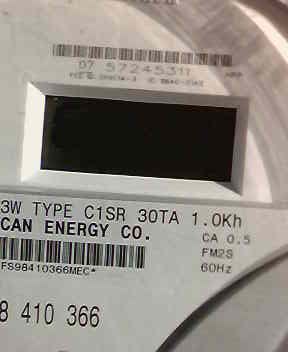 07 57245311
3W TYPE C1SR 30TA 1.0Kh
CAN ENERGY CO.
CA 0.5
FM2S
60Hz
FS98410366MEC*
8 410 366